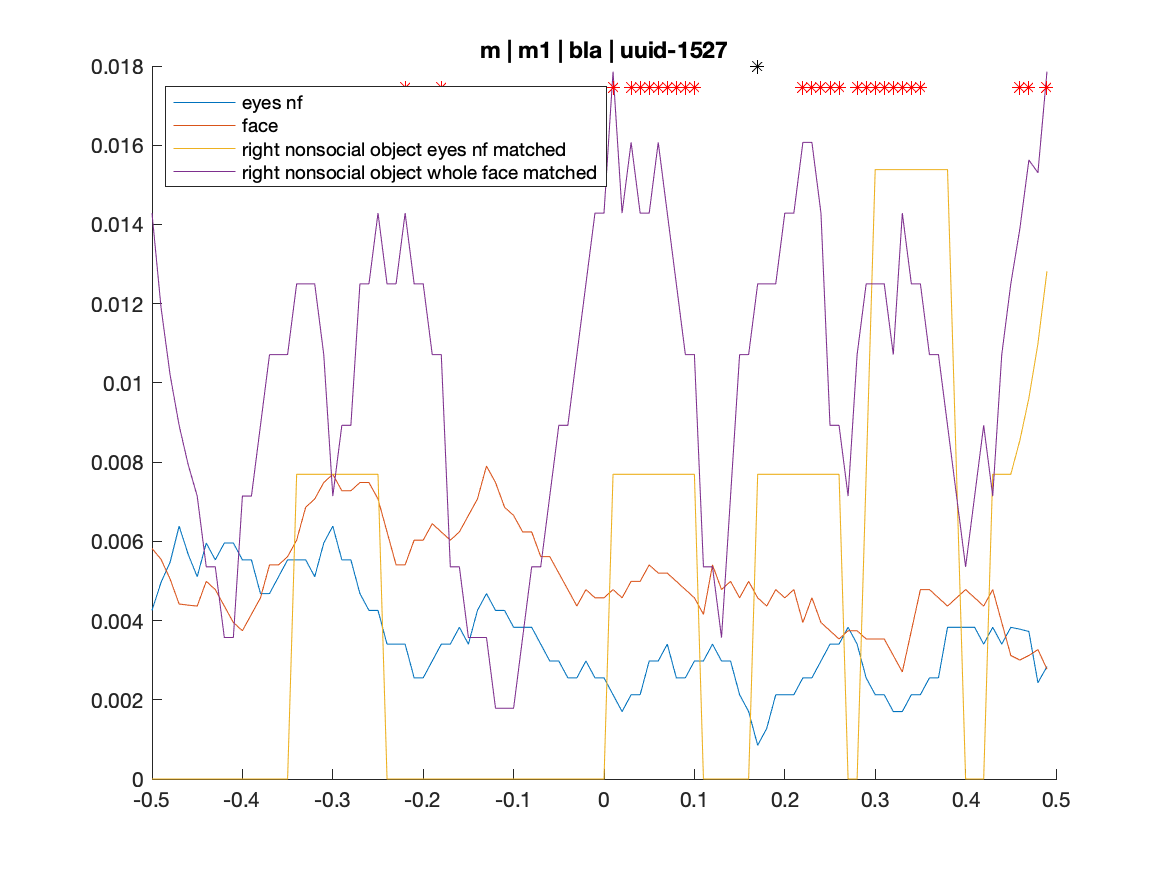 m | m1 | bla | uuid-1527
0.018
0.016
0.014
0.012
0.01
0.008
0.006
0.004
0.002
0
eyes nf
face
right nonsocial object eyes nf matched
right nonsocial object whole face matched
-0.5 -0.4 -0.3 -0.2 -0.1 0 0.1 0.2 0.3 0.4 0.5